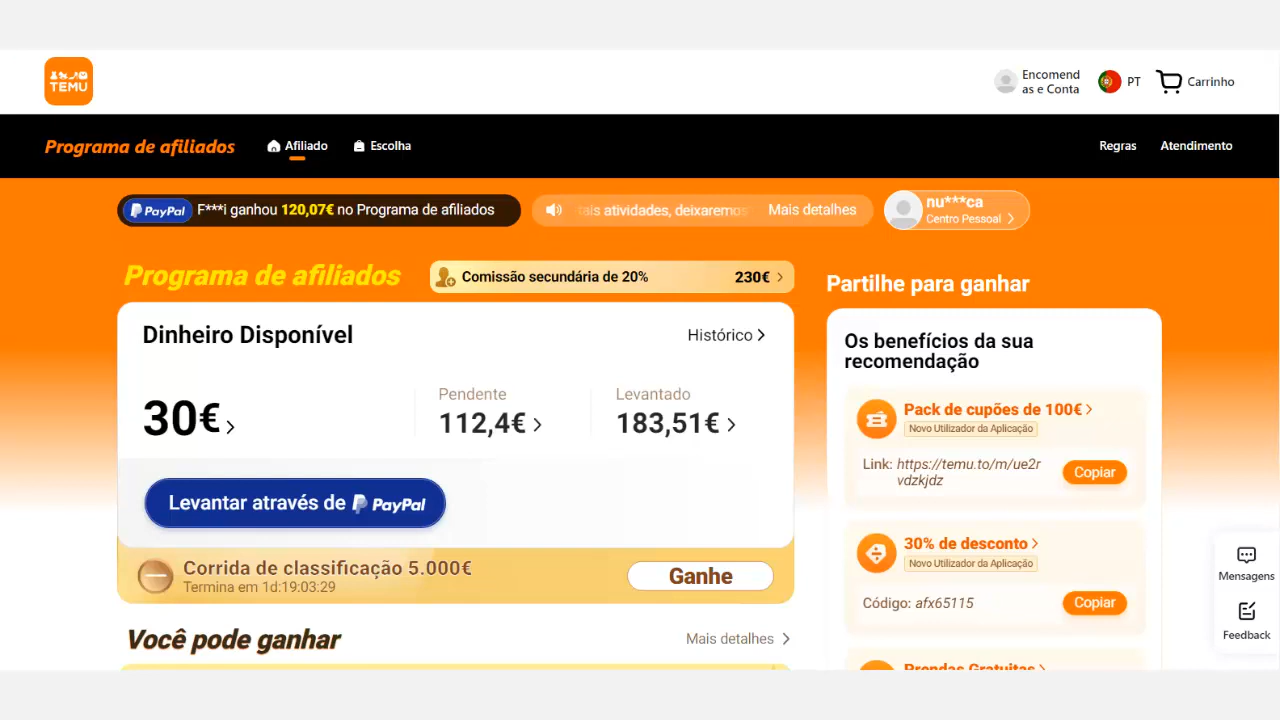 TEMU
Encomend
as e Conta
PT
Carrinho
Programa de afiliados
Afiliado
Escolha
Regras
Atendimento
PayPal F***i ganhou 120,07€ no Programa de afiliados
tais atividades, deixaremos
Mais detalhes
nu***ca
Centro Pessoal
Programa de afiliados
Comissão secundária de 20%
230€
Partilhe para ganhar
Dinheiro Disponível
Histórico
30€
Pendente
112,4€
Levantado
183,51€
Levantar através de PayPal
Corrida de classificação 5.000€
Termina em 1d:19:03:29
Ganhe
Você pode ganhar
Mais detalhes
Os benefícios da sua
recomendação
Pack de cupões de 100€
Novo Utilizador da Aplicação
Link: https://temu.to/m/ue2r
vdzkjdz
Copiar
30% de desconto
Novo Utilizador da Aplicação
Código: afx65115
Copiar
Prendas Gratuitas
Mensagens
Feedback